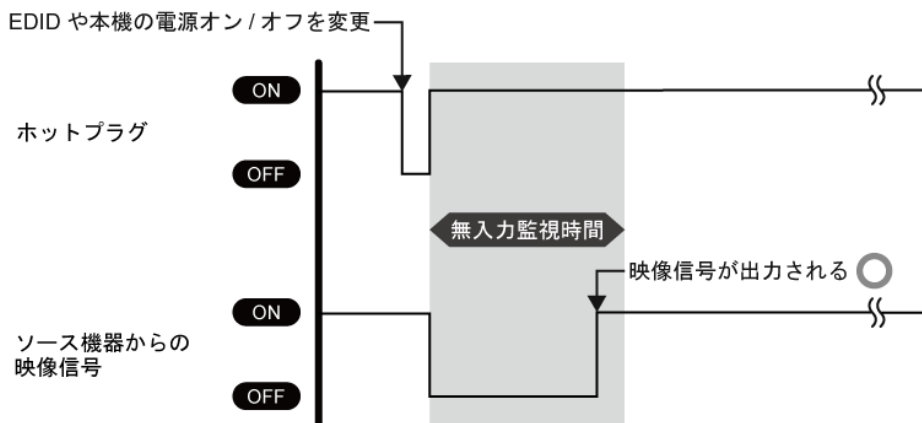 EDID や本機の電源オン / オフを変更
ON
ホットプラグ
OFF
無入力監視時間
映像信号が出力される
ON
ソース機器からの
映像信号
OFF